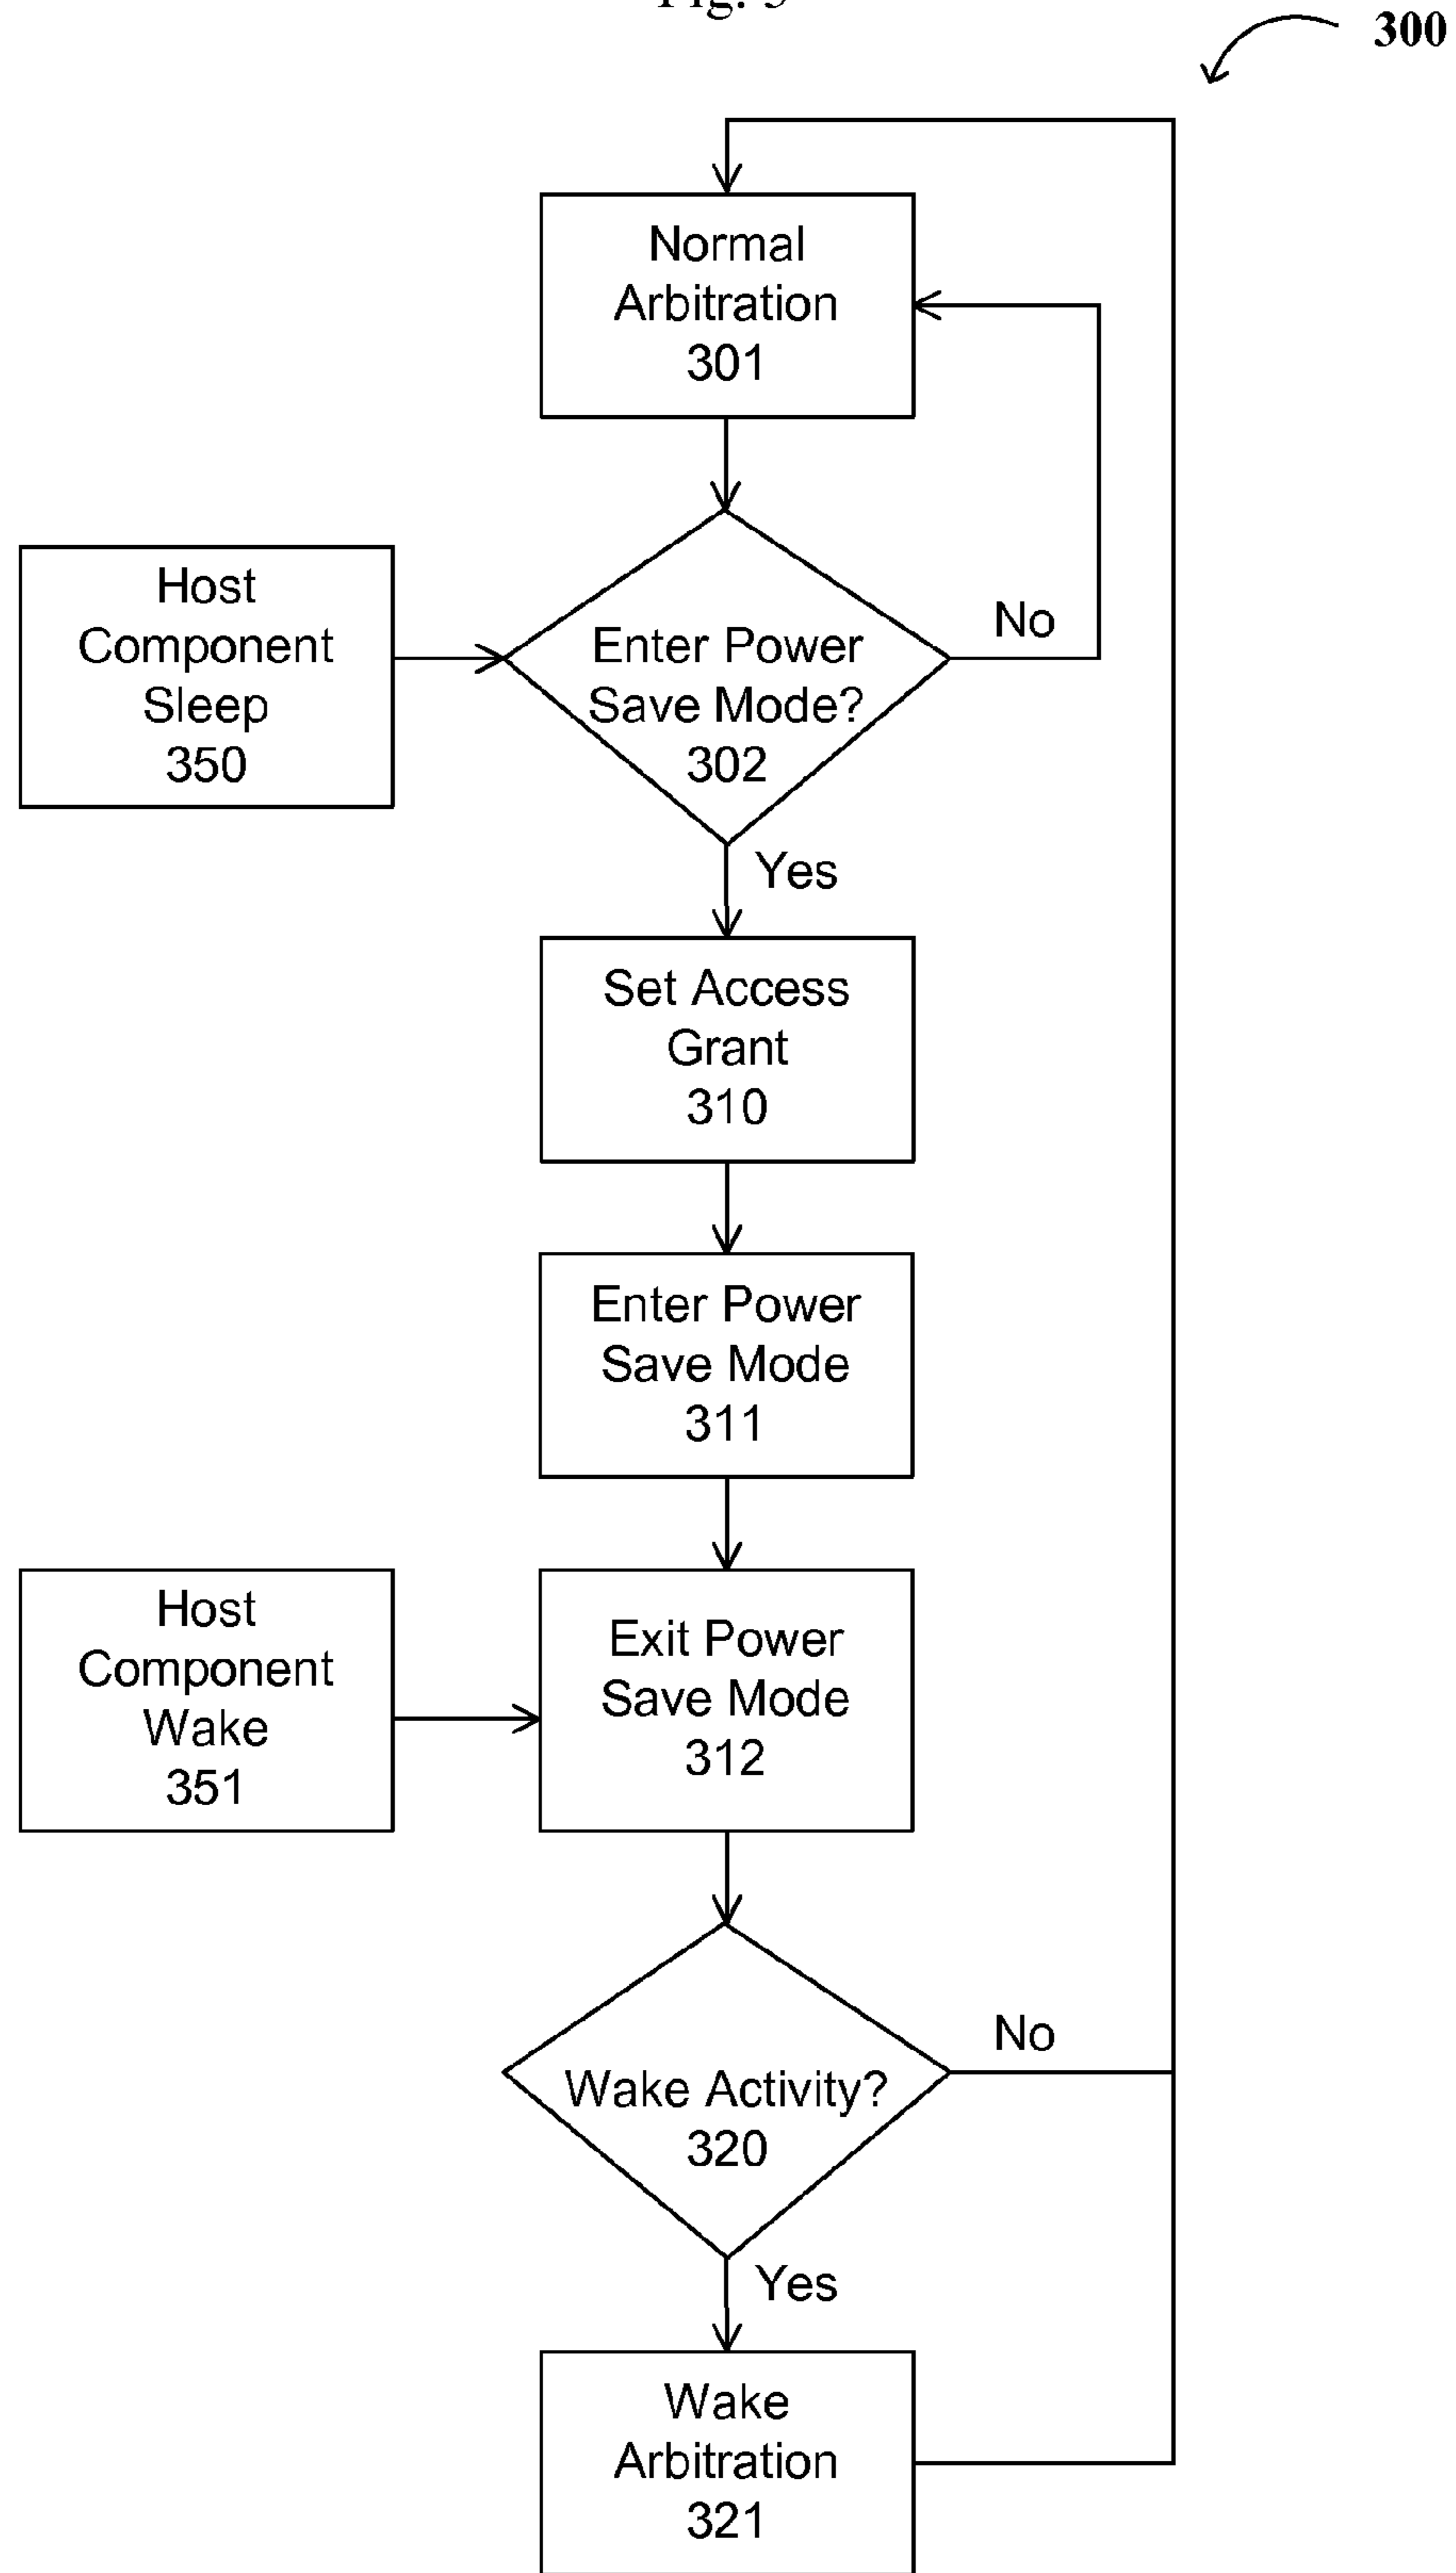 300
Normal
Arbitration
301
Host
Component
Sleep
350
Enter Power
Save Mode?
302
No
Yes
Set Access
Grant
310
Enter Power
Save Mode
311
Host
Component
Wake
351
Exit Power
Save Mode
312
Wake Activity?
320
No
Yes
Wake
Arbitration
321